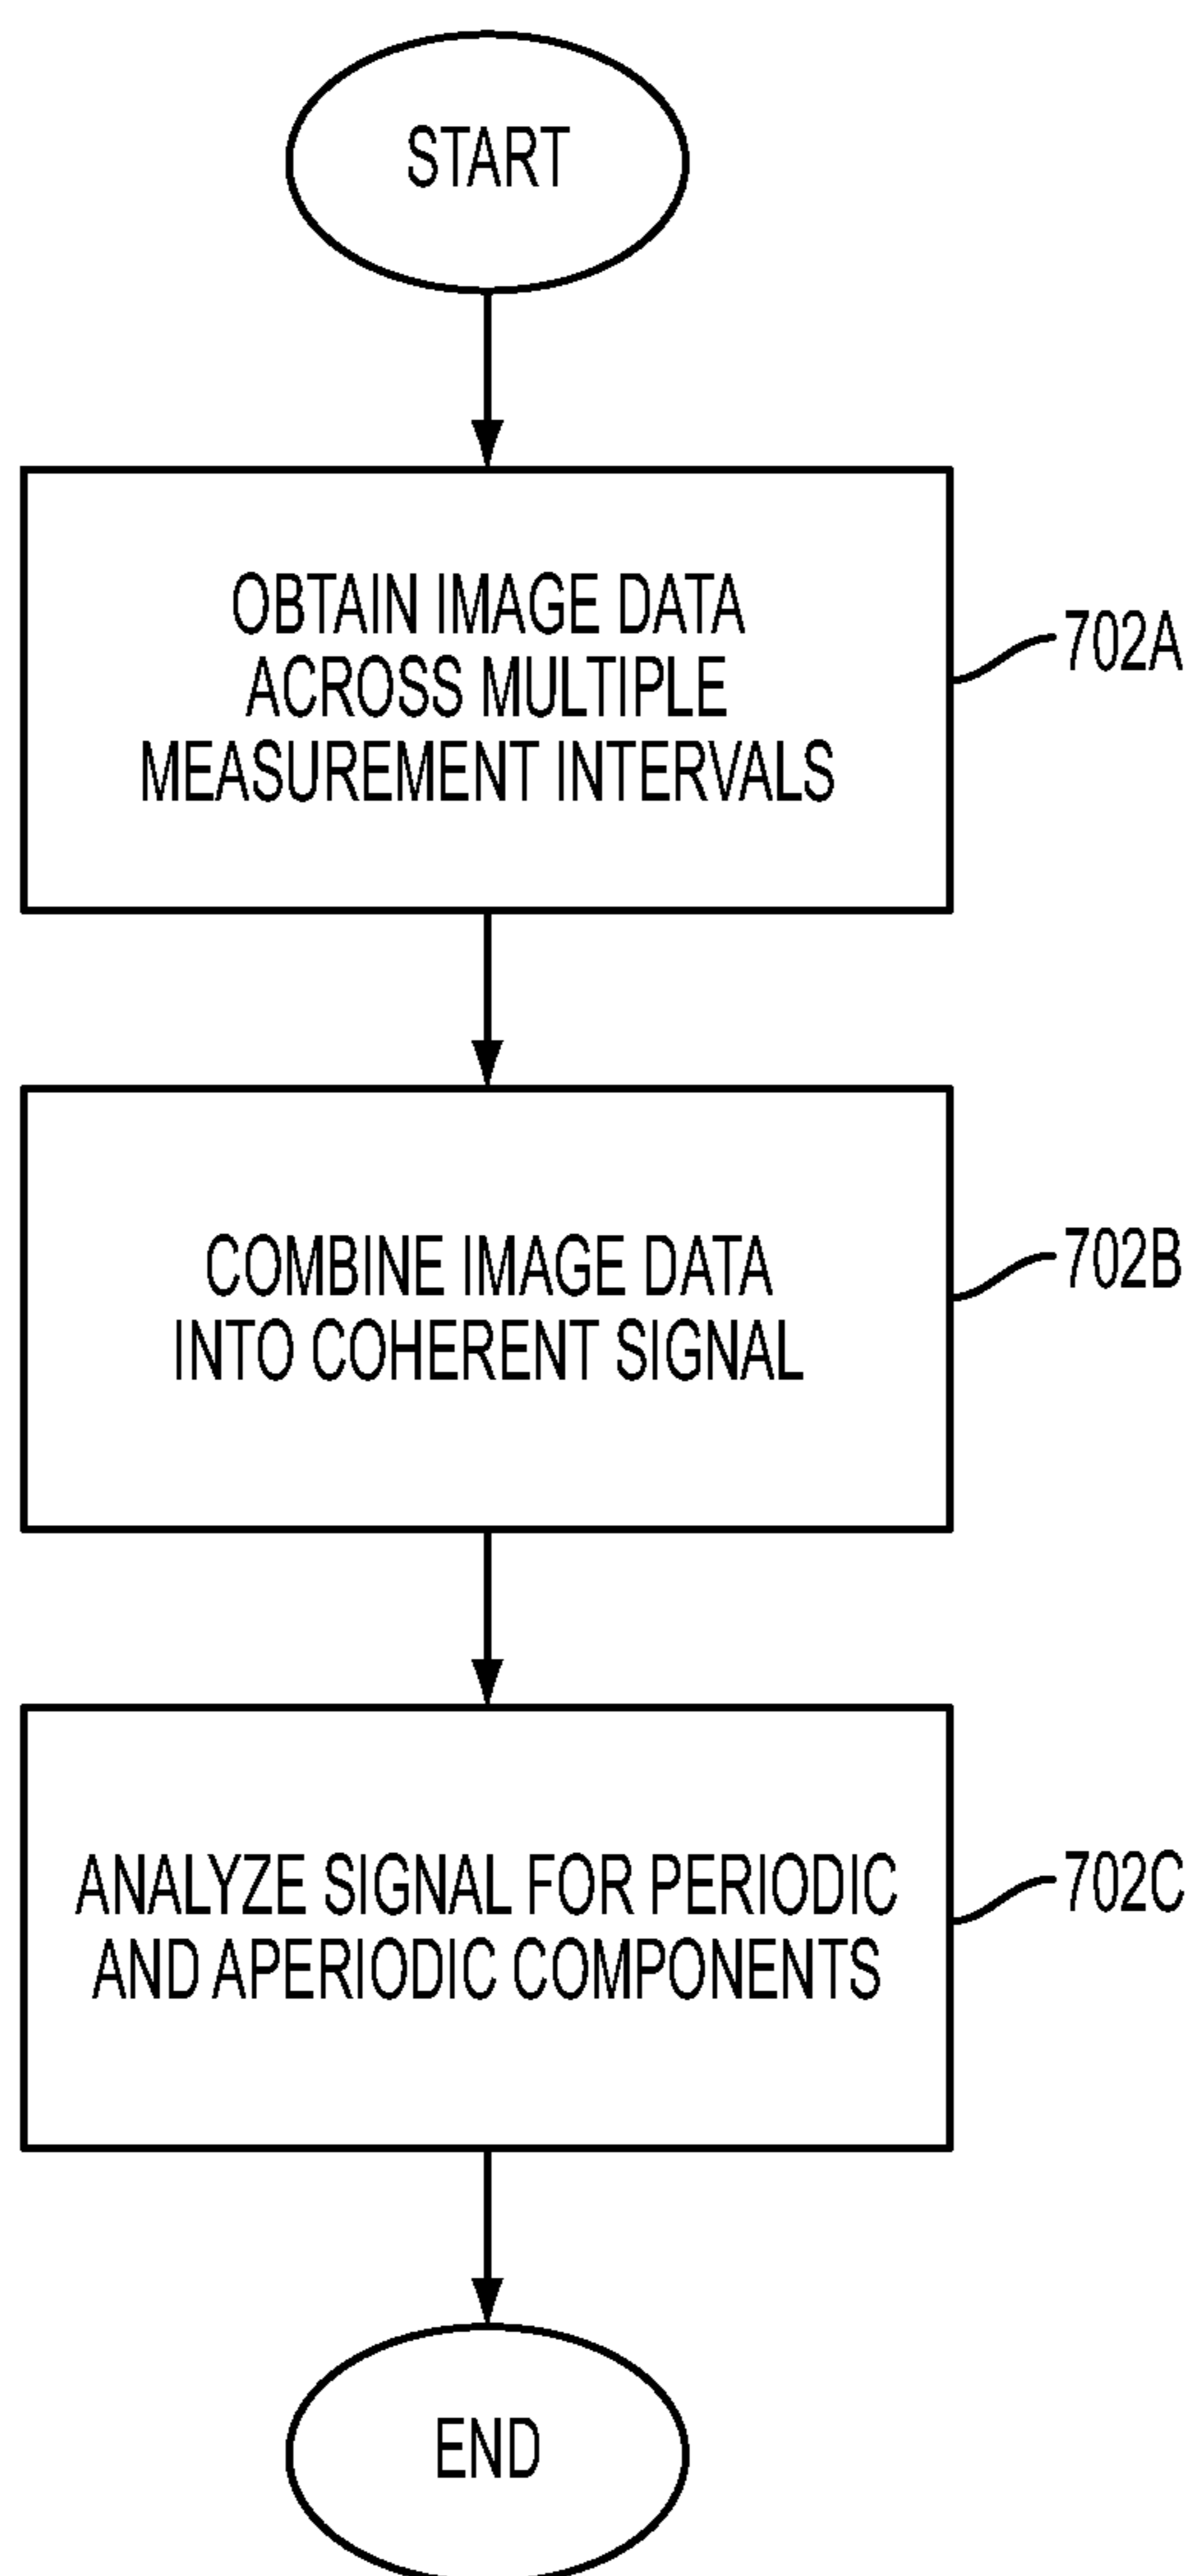 START
OBTAIN IMAGE DATA
ACROSS MULTIPLE
MEASUREMENT INTERVALS
702A
COMBINE IMAGE DATA
INTO COHERENT SIGNAL
702B
ANALYZE SIGNAL FOR PERIODIC
AND APERIODIC COMPONENTS
702C
END